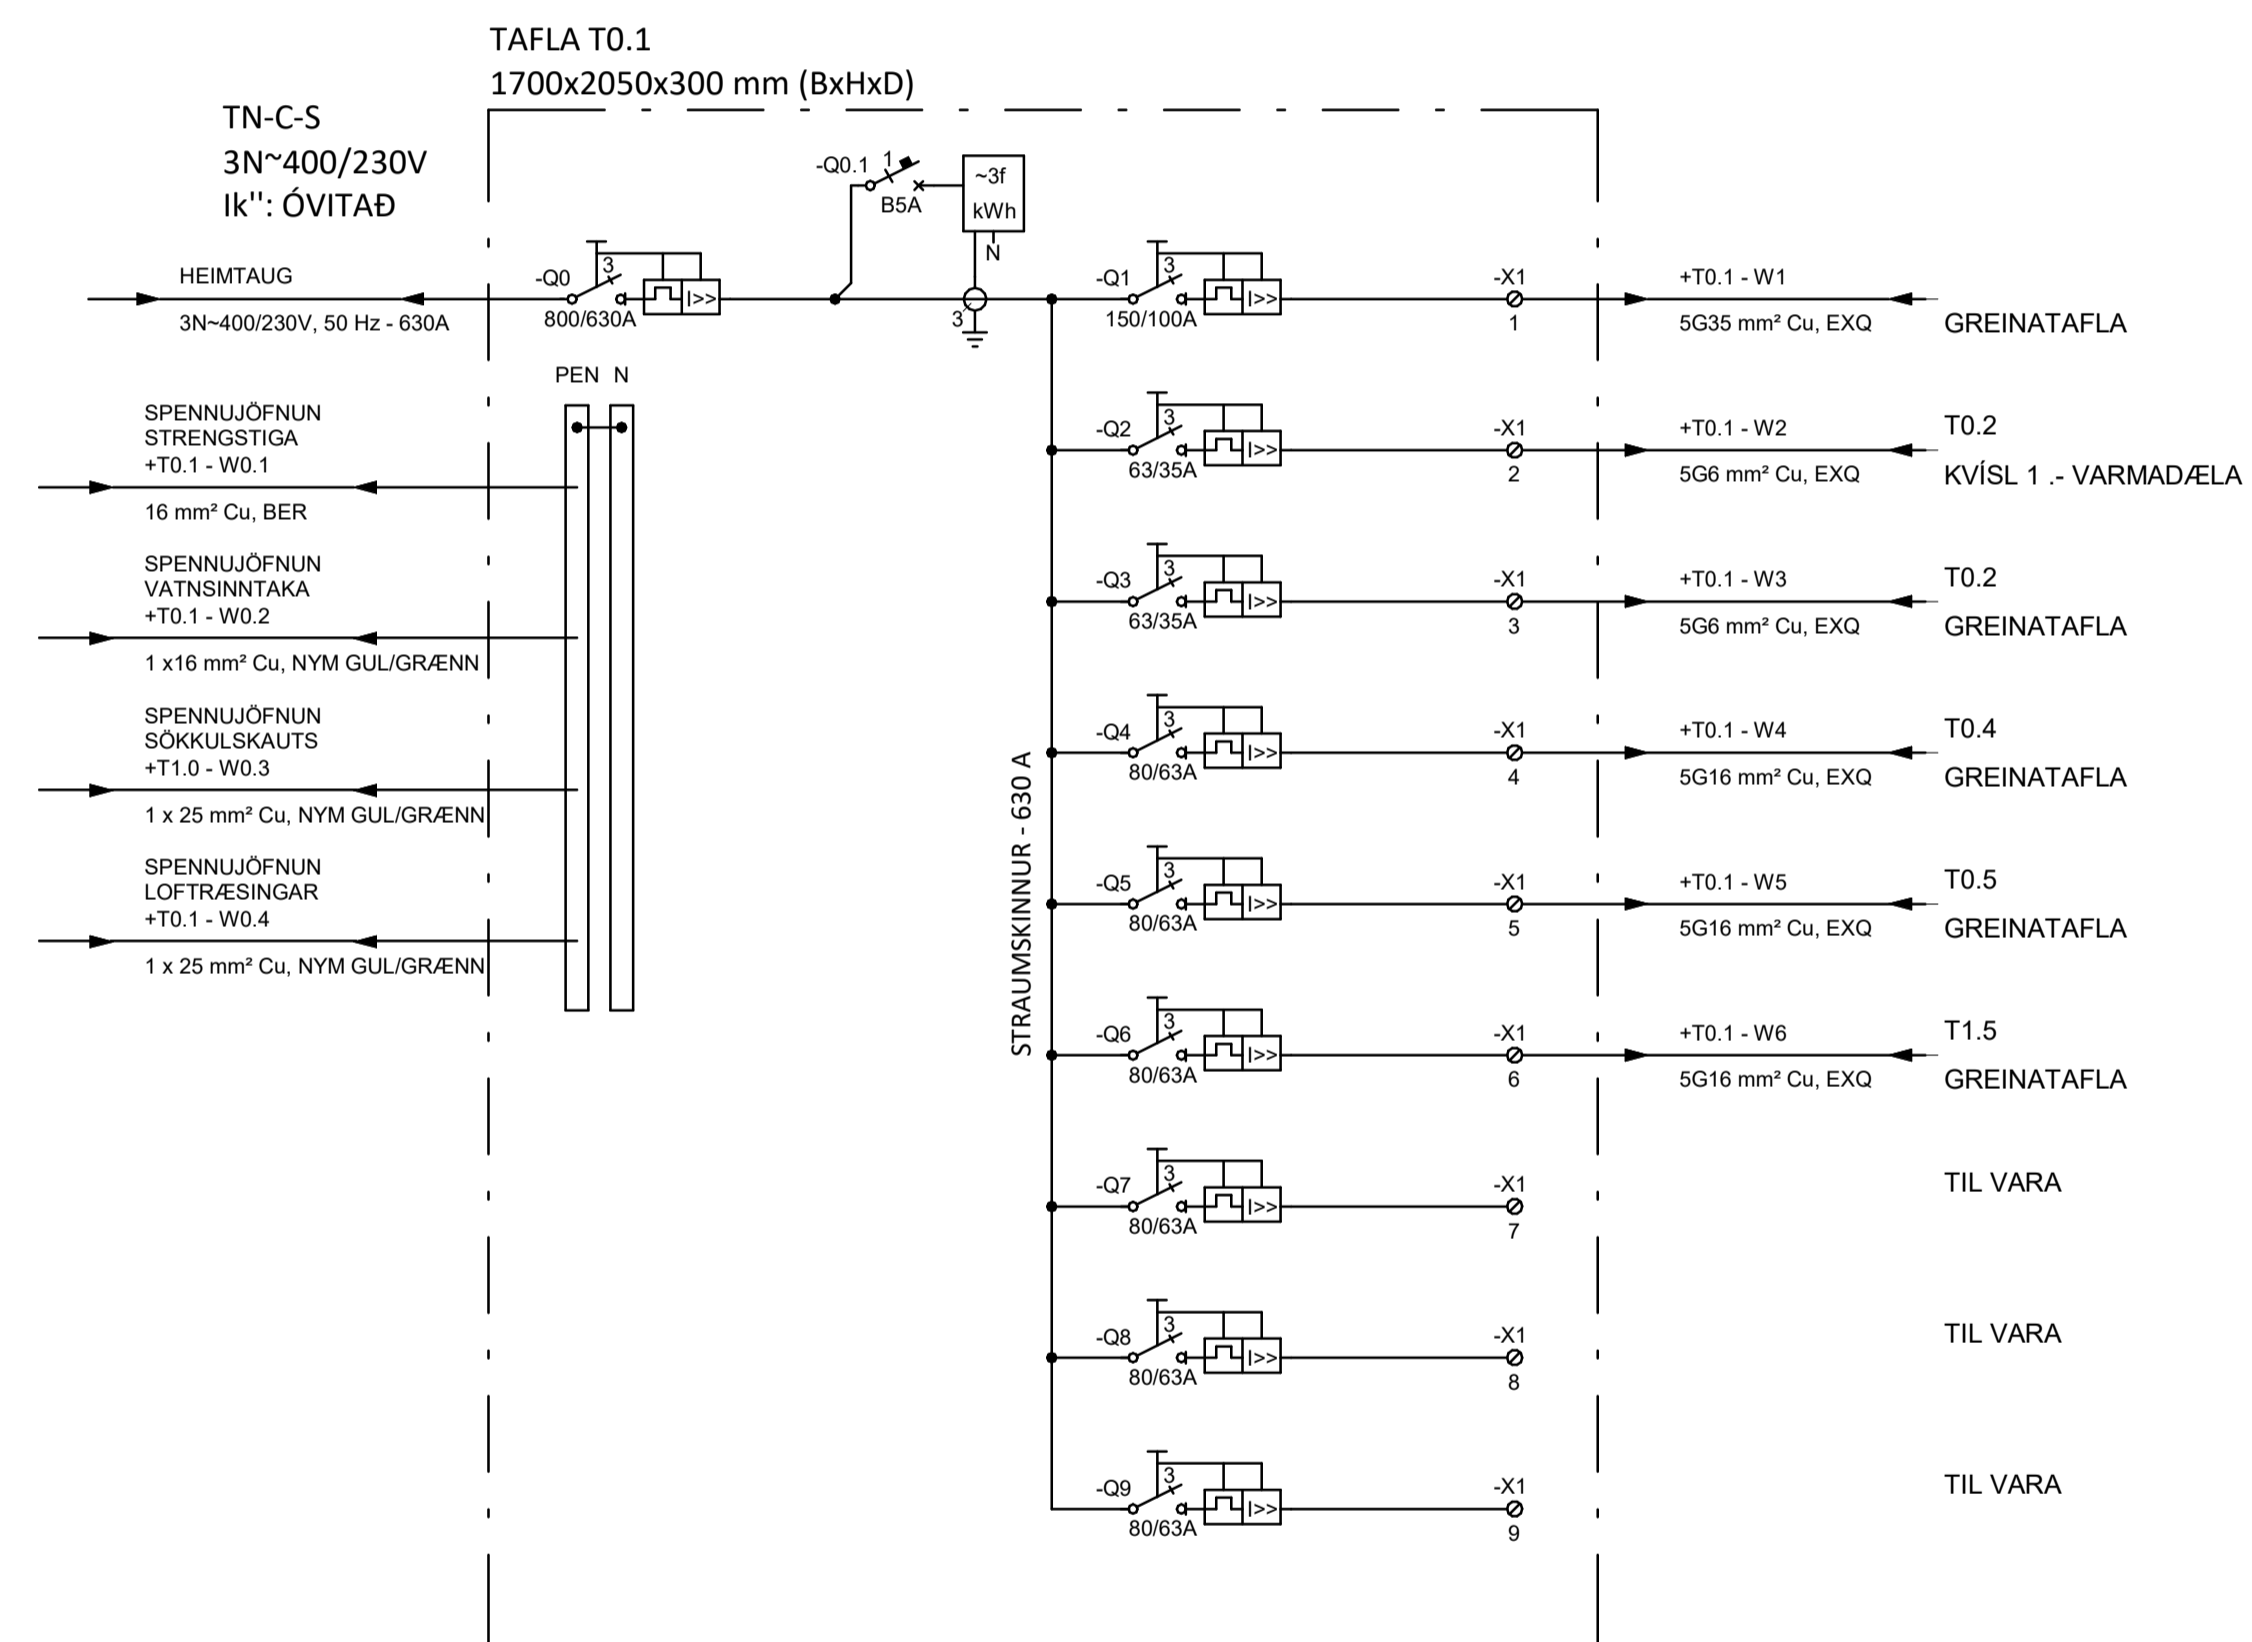 TAFLA T0.1
1700x2050x300 mm (BxHxD)
TN-C-S
3N~400/230V
Ik'': ÓVITAÐ
HEIMTAUG
3N~400/230V, 50 Hz - 630A
-Q0
3
800/630A
I>>
-Q0.1
1
B5A
~3f
kWh
N
3
PEN N
SPENNUJÖFNUN
STRENGSTIGA
+T0.1 - W0.1
16 mm² Cu, BER
SPENNUJÖFNUN
VATNSINNTAKA
+T0.1 - W0.2
1 x16 mm² Cu, NYM GUL/GRÆNN
SPENNUJÖFNUN
SÖKKULSKAUTS
+T1.0 - W0.3
1 x 25 mm² Cu, NYM GUL/GRÆNN
SPENNUJÖFNUN
LOFTRÆSINGAR
+T0.1 - W0.4
1 x 25 mm² Cu, NYM GUL/GRÆNN
STRAUMSKINNUR - 630 A
-Q1
3
150/100A
I>>
-X1
1
+T0.1 - W1
5G35 mm² Cu, EXQ
GREINATAFLA
-Q2
3
63/35A
I>>
-X1
2
+T0.1 - W2
5G6 mm² Cu, EXQ
T0.2
KVÍSL 1 .- VARMADÆLA
-Q3
3
63/35A
I>>
-X1
3
+T0.1 - W3
5G6 mm² Cu, EXQ
T0.2
GREINATAFLA
-Q4
3
80/63A
I>>
-X1
4
+T0.1 - W4
5G16 mm² Cu, EXQ
T0.4
GREINATAFLA
-Q5
3
80/63A
I>>
-X1
5
+T0.1 - W5
5G16 mm² Cu, EXQ
T0.5
GREINATAFLA
-Q6
3
80/63A
I>>
-X1
6
+T0.1 - W6
5G16 mm² Cu, EXQ
T1.5
GREINATAFLA
-Q7
3
80/63A
I>>
-X1
7
TIL VARA
-Q8
3
80/63A
I>>
-X1
8
TIL VARA
-Q9
3
80/63A
I>>
-X1
9
TIL VARA